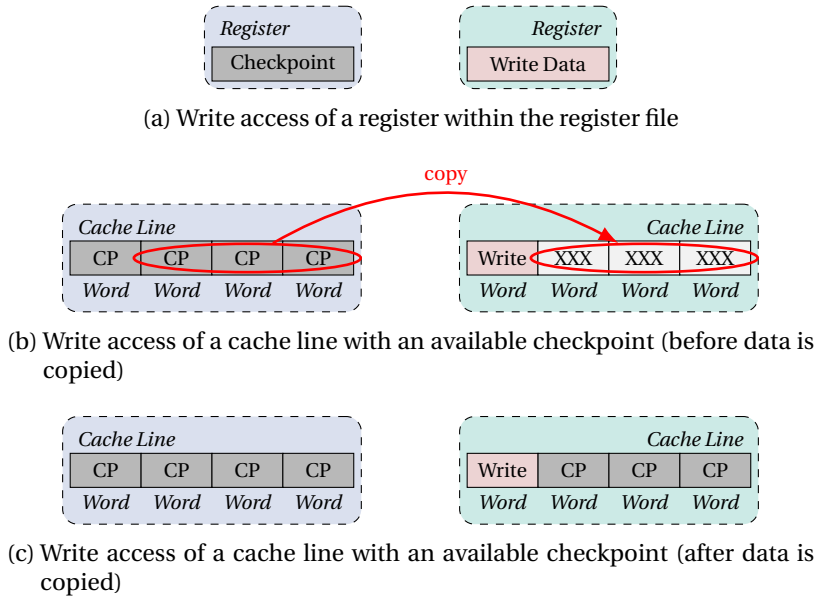 Register Register
Checkpoint Write Data
(a) Write access of a register within the register file
copy
Cache Line Cache Line
CP CP CP CP Write XXX XXX XXX
Word Word Word Word Word Word Word Word
(b) Write access of a cache line with an available checkpoint (before data is
copied)
Cache Line Cache Line
CP CP CP CP Write CP CP CP
Word Word Word Word Word Word Word Word
(c) Write access of a cache line with an available checkpoint (after data is
copied)